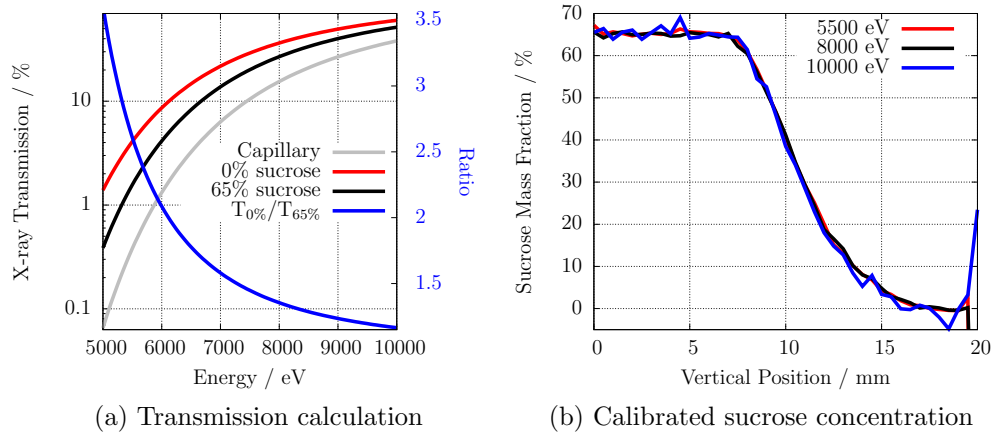 X-ray Transmission / %
10
1
0.1
Capillary
0% sucrose
65% sucrose
T0%/T65%
3.5
3
2.5
2
1.5
Ratio
5000 6000 7000 8000 9000 10000
Energy / eV
(a) Transmission calculation
Sucrose Mass Fraction / %
70
60
50
40
30
20
10
0
5500 eV
8000 eV
10000 eV
0 5 10 15 20
Vertical Position / mm
(b) Calibrated sucrose concentration